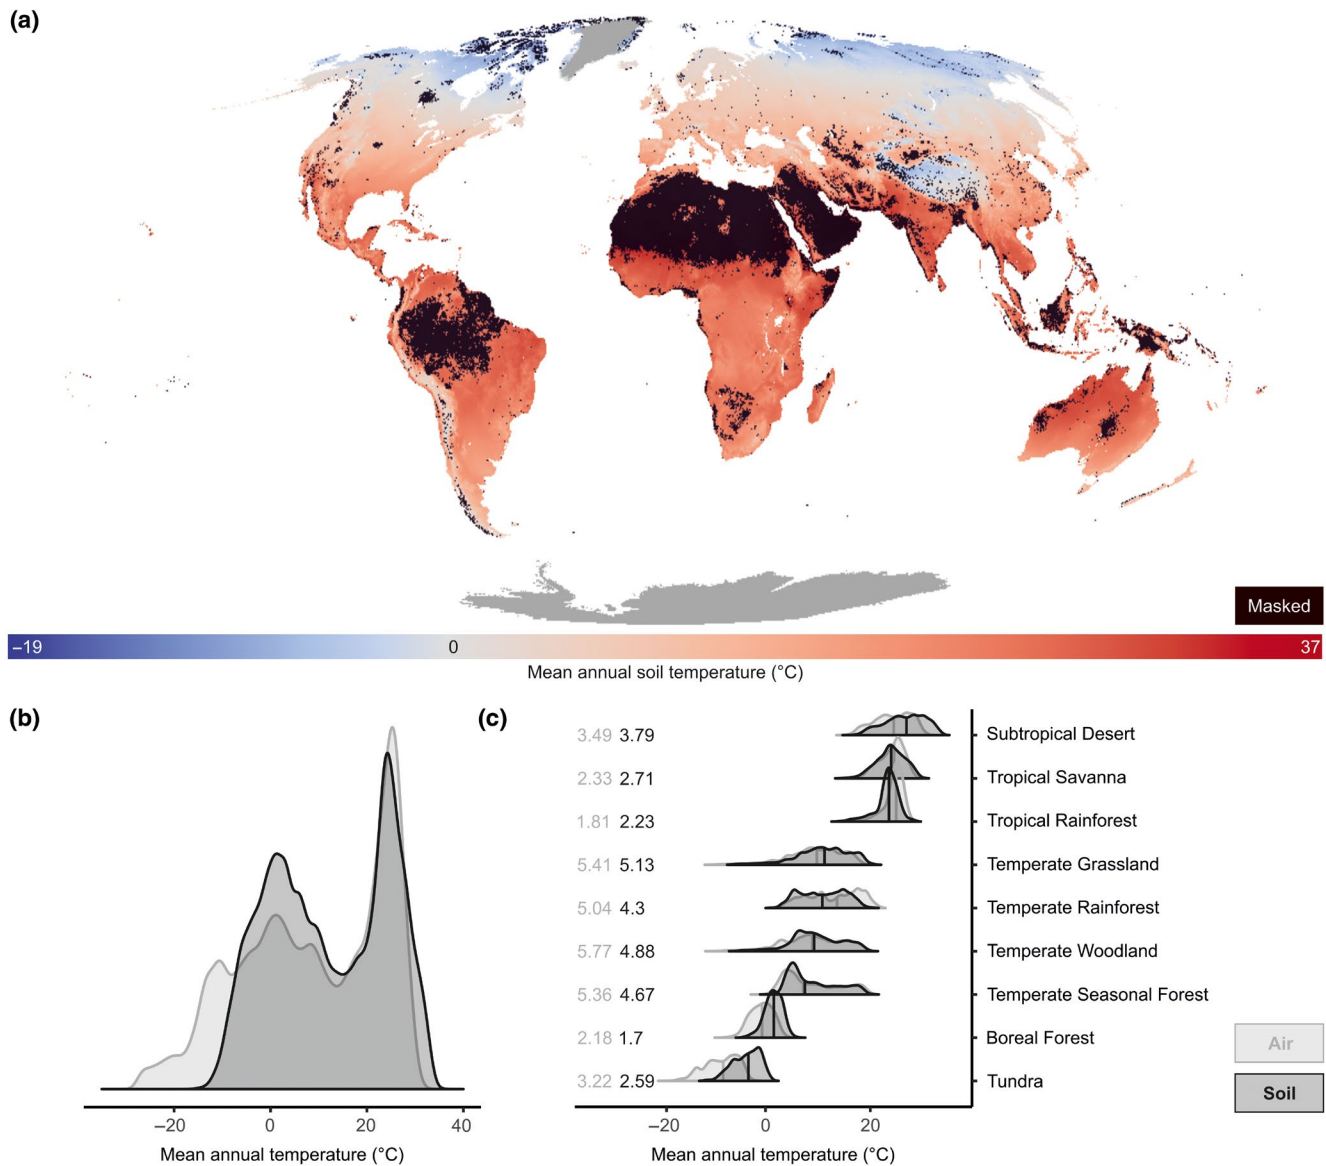 (a)
Masked
−19 0 37
Mean annual soil temperature (°C)
(b)
−20 0 20 40
Mean annual temperature (°C)
(c)
3.49 3.79 Subtropical Desert
2.33 2.71 Tropical Savanna
1.81 2.23 Tropical Rainforest
5.41 5.13 Temperate Grassland
5.04 4.3 Temperate Rainforest
5.77 4.88 Temperate Woodland
5.36 4.67 Temperate Seasonal Forest
2.18 1.7 Boreal Forest
3.22 2.59 Tundra
−20 0 20
Mean annual temperature (°C)
Air
Soil